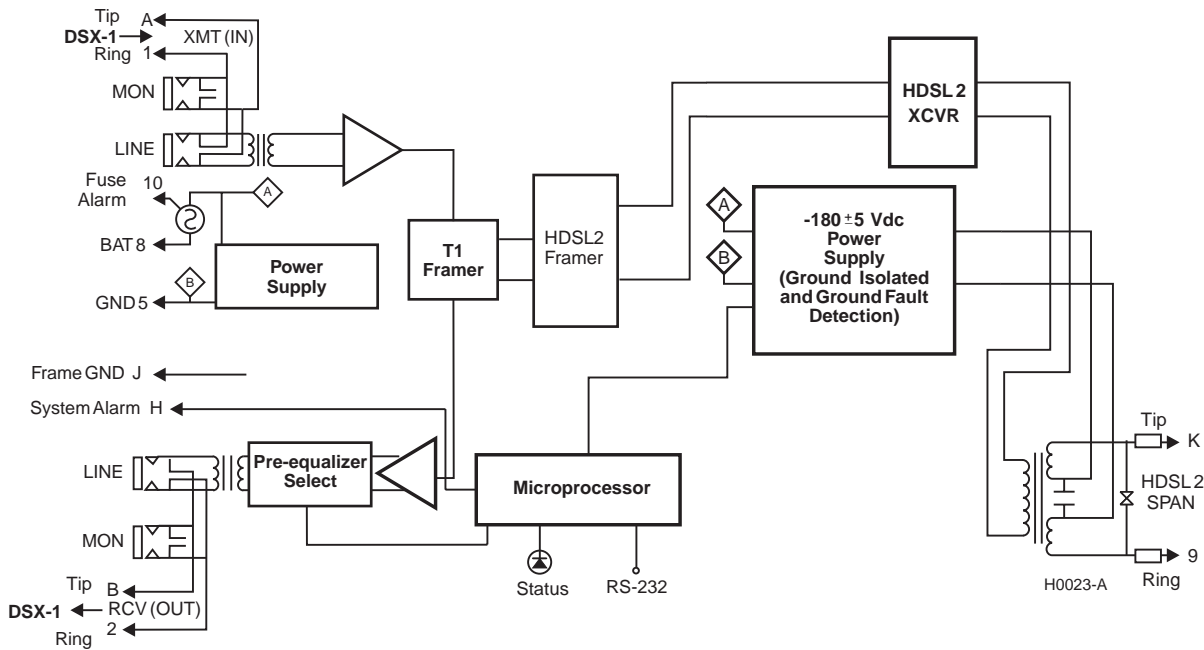 Tip A
DSX-1 XMT (IN)
Ring 1
MON
LINE
Fuse Alarm 10
A
BAT 8
Power Supply
B
GND 5
T1 Framer
HDSL2 Framer
HDSL 2 XCVR
A
B
-180 ±5 Vdc
Power
Supply
(Ground Isolated
and Ground Fault
Detection)
Frame GND J
System Alarm H
LINE
Pre-equalizer
Select
Microprocessor
MON
Tip B
DSX-1 RCV (OUT)
Ring 2
Status
RS-232
Tip
K
HDSL 2
SPAN
9
Ring
H0023-A